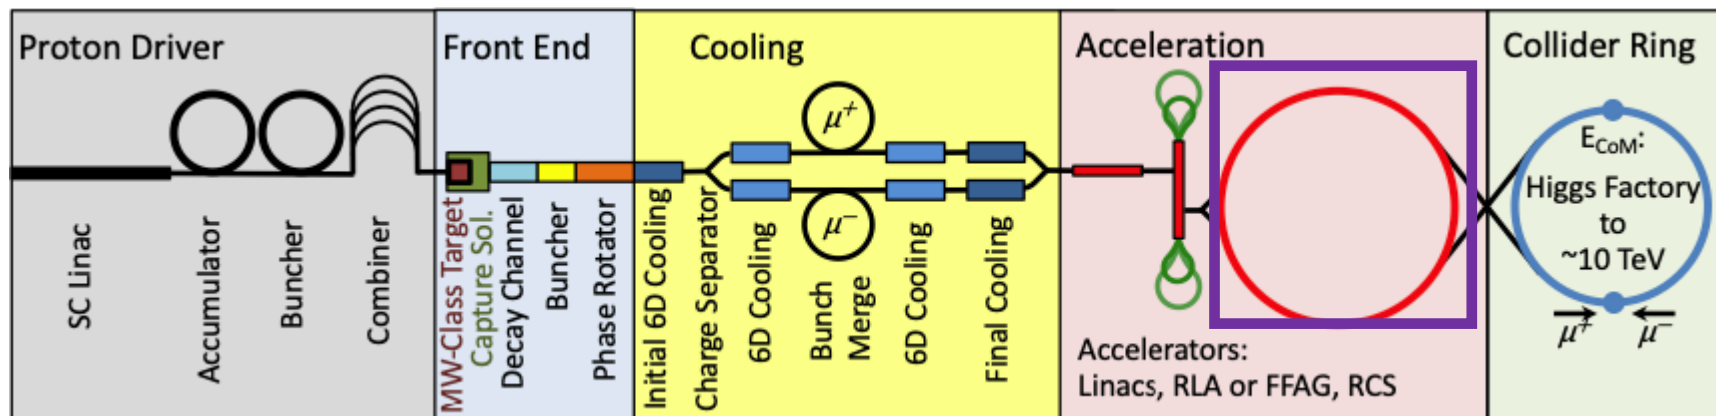 Proton Driver
SC Linac
Accumulator
Buncher
Combiner
Front End
MW-Class Target
Capture Sol.
Decay Channel
Buncher
Phase Rotator
Cooling
μ+
μ−
Initial 6D Cooling
Charge Separator
6D Cooling
Bunch
Merge
6D Cooling
Final Cooling
Acceleration
Accelerators:
Linacs, RLA or FFAG, RCS
Collider Ring
ECoM:
Higgs Factory
to
~10 TeV
μ+ μ−